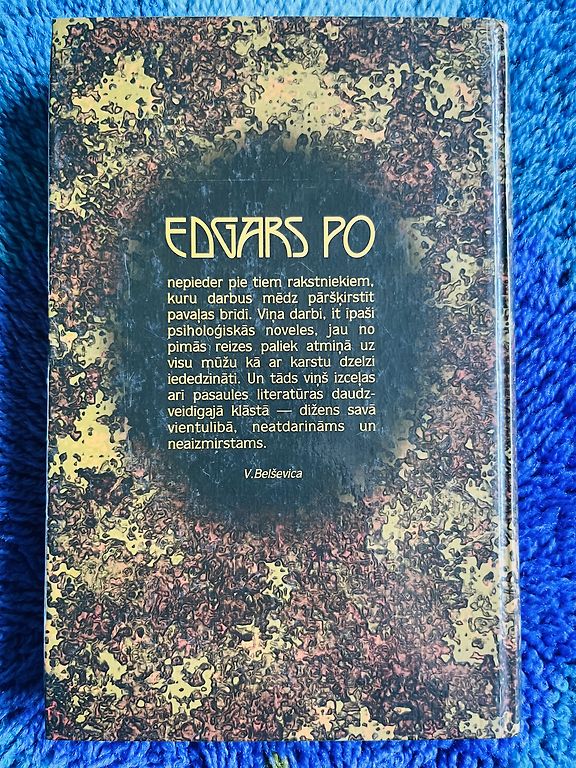 EDGARS PO
nepieder pie tiem rakstniekiem,
kuru darbus mēdz pāršķirstīt
pavaļas brīdī. Viņa darbi, it īpaši
psiholoģiskās noveles, jau no
pirmās reizes paliek atmiņā uz
visu mūžu kā ar karstu dzelzi
iededzināti. Un tāds viņš izceļas
arī pasaules literatūras daudz-
veidīgajā klāstā — dižens savā
vientulībā, neatdarināms un
neaizmirstams.
V.Belševica